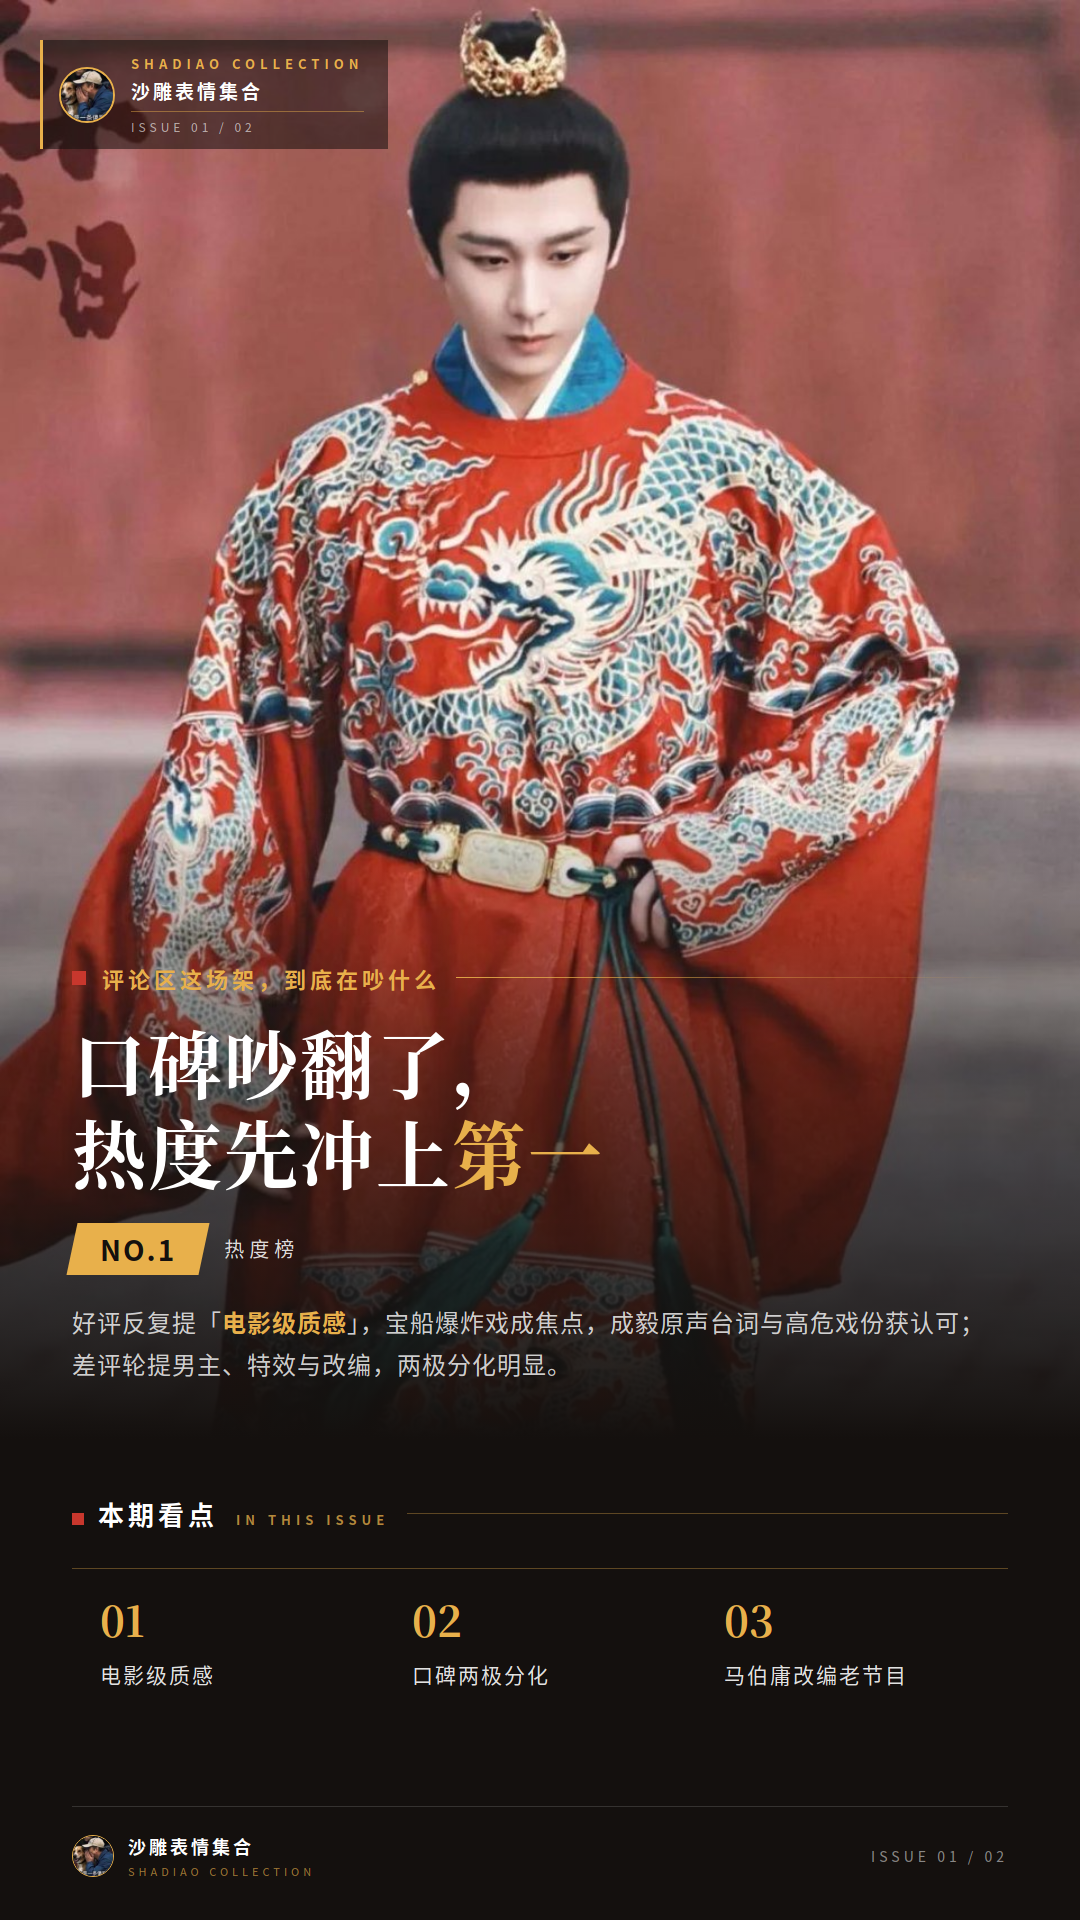 SHADIAO COLLECTION
沙雕表情集合
ISSUE 01 / 02
评论区这场架，到底在吵什么
口碑吵翻了，
热度先冲上第一
NO.1
热度榜
好评反复提「电影级质感」，宝船爆炸戏成焦点，成毅原声台词与高危戏份获认可；
差评轮提男主、特效与改编，两极分化明显。
本期看点 IN THIS ISSUE
01
电影级质感
02
口碑两极分化
03
马伯庸改编老节目
沙雕表情集合
SHADIAO COLLECTION
ISSUE 01 / 02